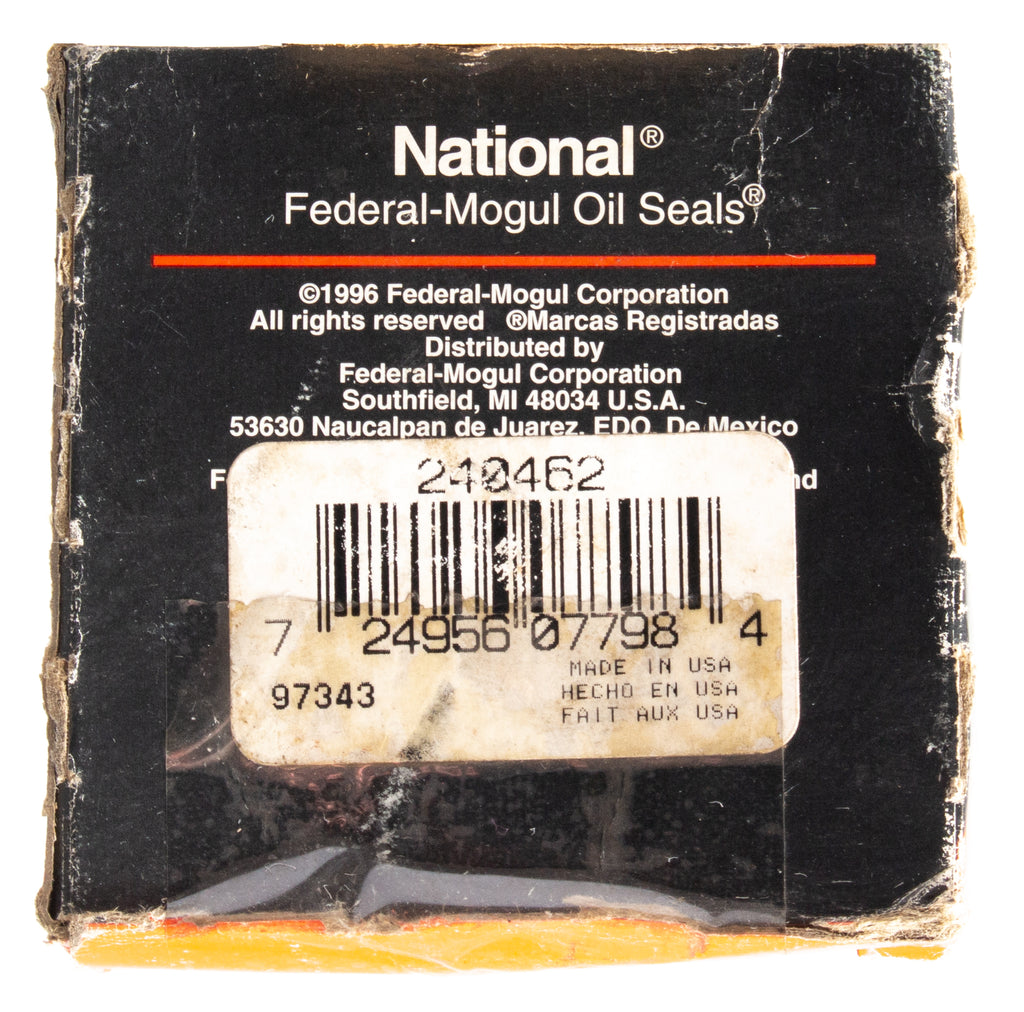 National®
Federal-Mogul Oil Seals®
©1996 Federal-Mogul Corporation
All rights reserved ®Marcas Registradas
Distributed by
Federal-Mogul Corporation
Southfield, MI 48034 U.S.A.
53630 Naucalpan de Juarez, EDO. De Mexico
240462
7 24956 07798 4
MADE IN USA
97343
HECHO EN USA
FAIT AUX USA